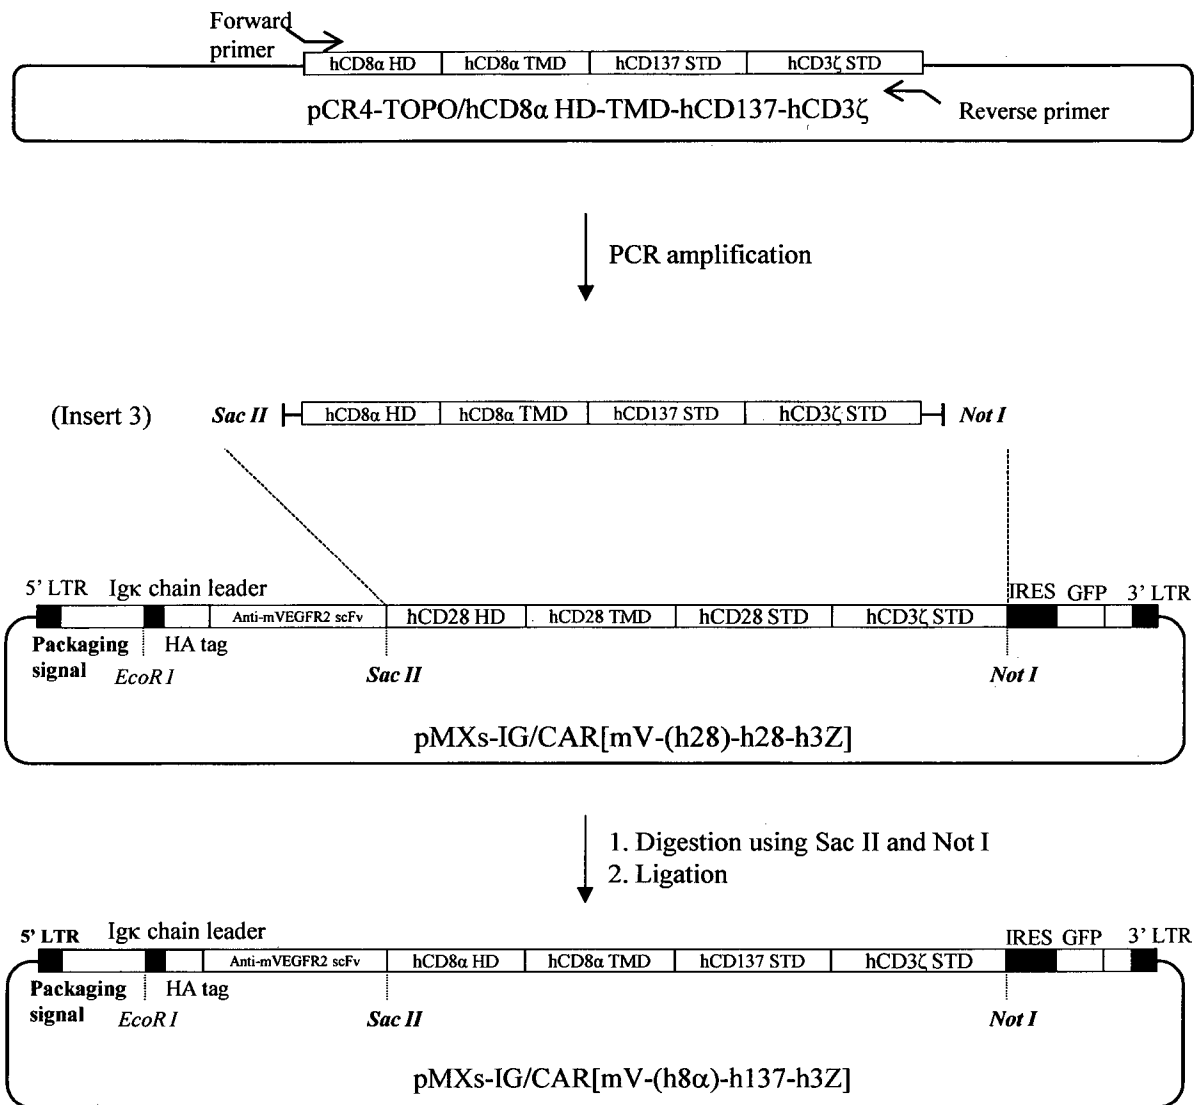 Forward
primer
hCD8α HD hCD8α TMD hCD137 STD hCD3ζ STD
pCR4-TOPO/hCD8α HD-TMD-hCD137-hCD3ζ
Reverse primer
PCR amplification
(Insert 3) Sac II hCD8α HD hCD8α TMD hCD137 STD hCD3ζ STD Not I
5' LTR Igκ chain leader IRES GFP 3' LTR
Anti-mVEGFR2 scFv hCD28 HD hCD28 TMD hCD28 STD hCD3ζ STD
Packaging HA tag
signal EcoR I Sac II Not I
pMXs-IG/CAR[mV-(h28)-h28-h3Z]
1. Digestion using Sac II and Not I
2. Ligation
5' LTR Igκ chain leader IRES GFP 3' LTR
Anti-mVEGFR2 scFv hCD8α HD hCD8α TMD hCD137 STD hCD3ζ STD
Packaging HA tag
signal EcoR I Sac II Not I
pMXs-IG/CAR[mV-(h8α)-h137-h3Z]